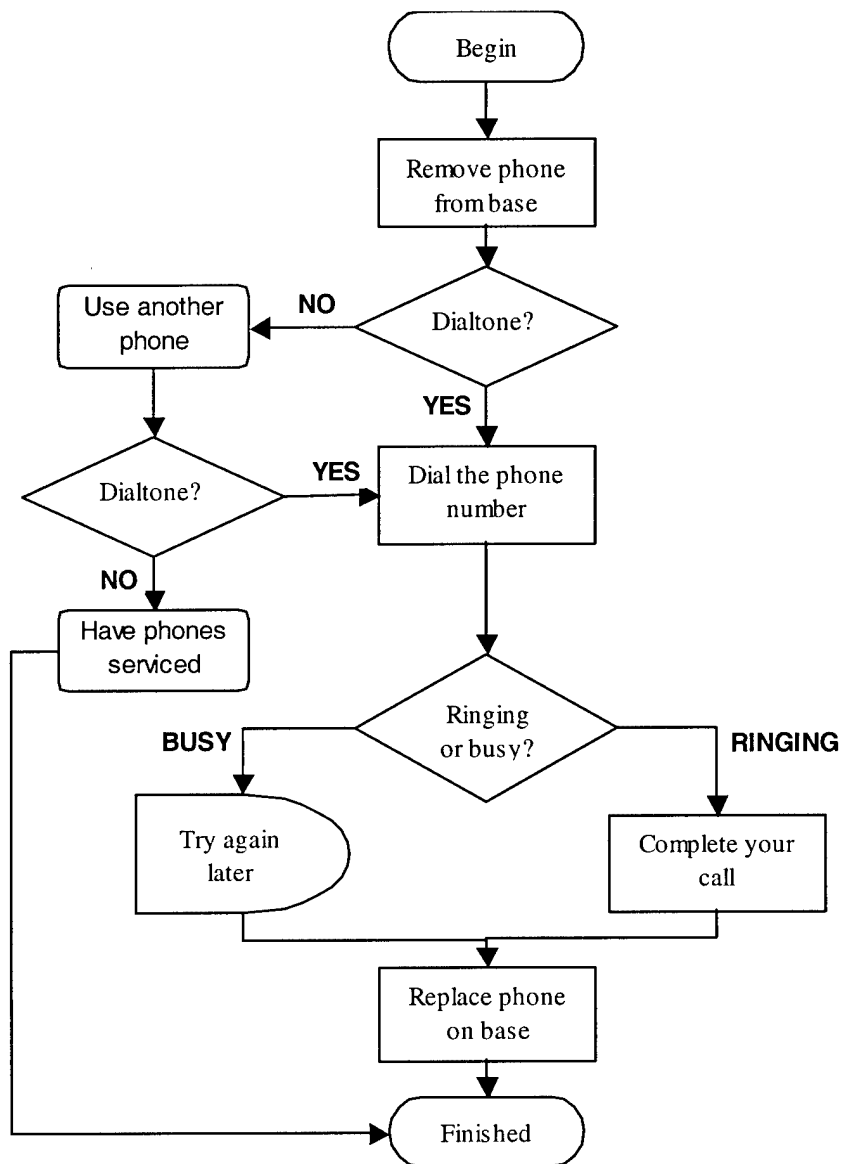 Begin
Remove phone
from base
Dialtone?
NO
Use another
phone
YES
Dialtone?
YES
Dial the phone
number
NO
Have phones
serviced
Ringing
or busy?
BUSY
RINGING
Try again
later
Complete your
call
Replace phone
on base
Finished